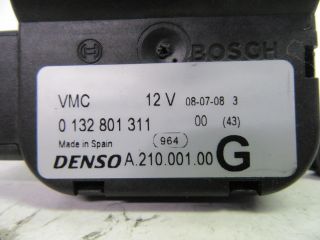 BOSCH
VMC 12 V 08-07-08 3
0 132 801 311 00 (43)
Made in Spain 964
DENSO A.210.001.00 G